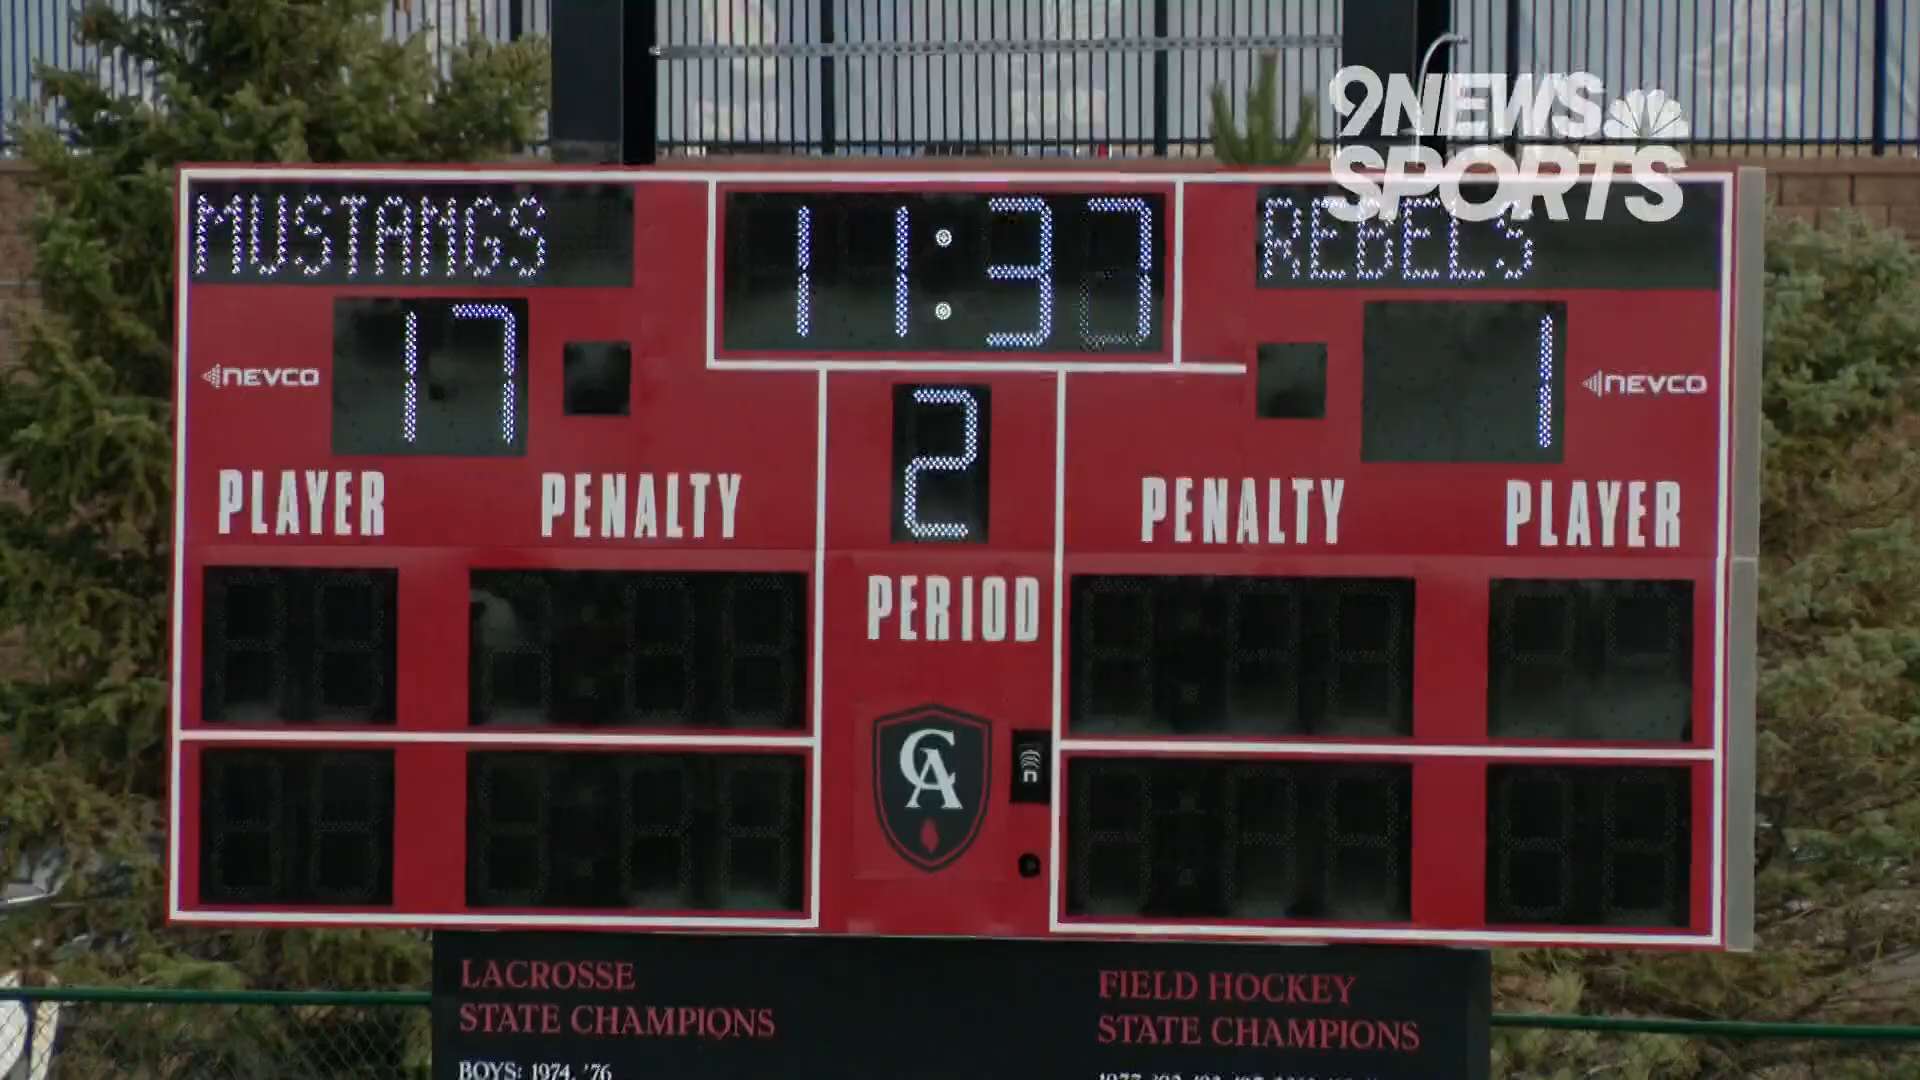 9NEWS
SPORTS
MUSTANGS
11:37
REBELS
17
1
NEVCO
NEVCO
2
PLAYER
PENALTY
PENALTY
PLAYER
PERIOD
CA
LACROSSE
STATE CHAMPIONS
BOYS: 1974, '76
FIELD HOCKEY
STATE CHAMPIONS